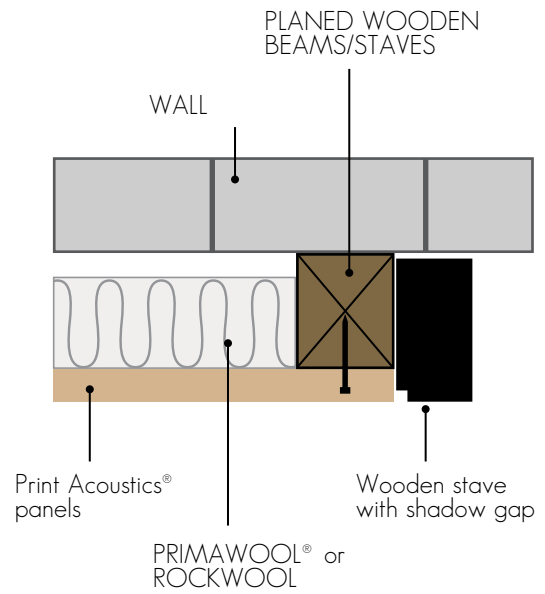 PLANED WOODEN
BEAMS/STAVES
WALL
Print Acoustics®
panels
Wooden stave
with shadow gap
PRIMAWOOL® or
ROCKWOOL